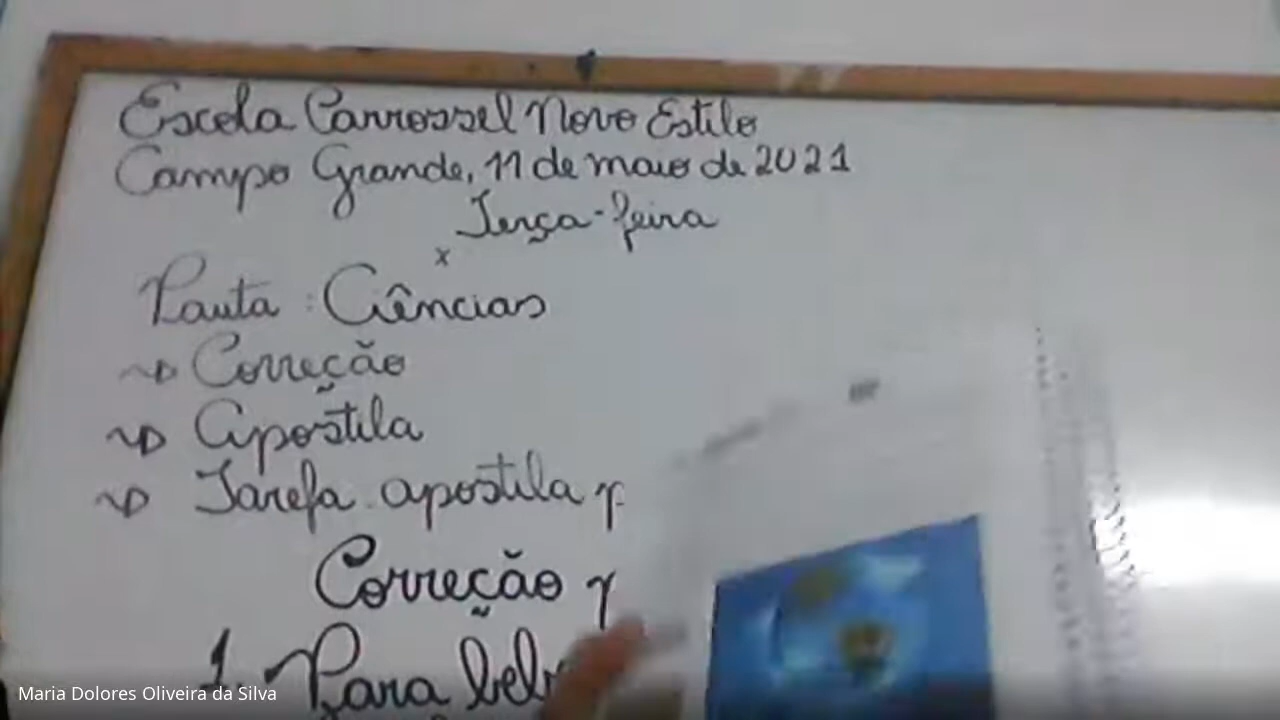 Escola Carrossel Novo Estilo
Campo Grande, 11 de maio de 2021
Terça-feira
x
Pauta: Ciências
Correção
Apostila
Tarefa apostila p
Correção p
1. Para beb
Maria Dolores Oliveira da Silva